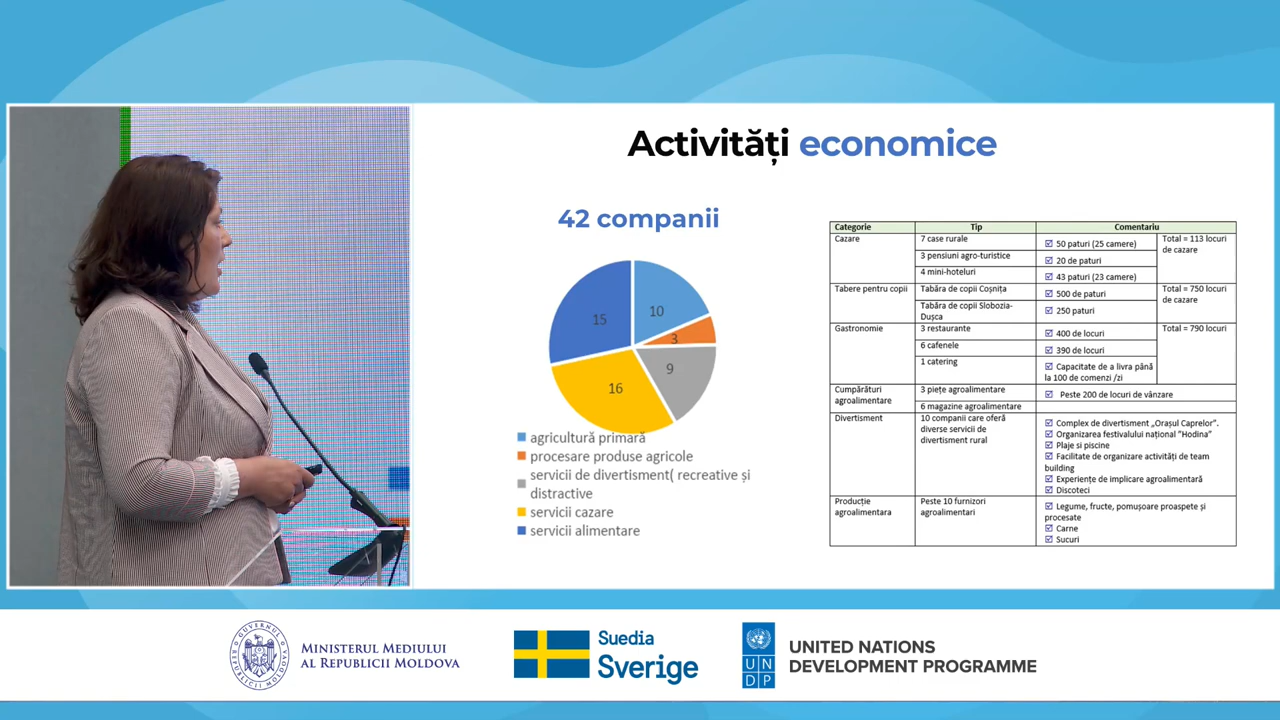 Activități economice
42 companii
15
10
3
9
16
agricultură primară
procesare produse agricole
servicii de divertisment( recreative și
distractive
servicii cazare
servicii alimentare
Categorie Tip Comentariu
Cazare 7 case rurale 50 paturi (25 camere) Total = 113 locuri
de cazare
3 pensiuni agro-turistice 20 de paturi
4 mini-hoteluri 43 paturi (23 camere)
Tabere pentru copii Tabăra de copii Coșnița 500 de paturi Total = 750 locuri
de cazare
Tabăra de copii Slobozia-
Dușca 250 paturi
Gastronomie 3 restaurante 400 de locuri Total = 790 locuri
6 cafenele 390 de locuri
1 catering Capacitate de a livra până
la 100 de comenzi /zi
Cumpărături
agroalimentare 3 piețe agroalimentare Peste 200 de locuri de vânzare
6 magazine agroalimentare
Divertisment 10 companii care oferă
diverse servicii de
divertisment rural
Complex de divertisment „Orașul Caprelor".
Organizarea festivalului național "Hodina"
Plaje si piscine
Facilitate de organizare activități de team
building
Experiențe de implicare agroalimentară
Discoteci
Producție
agroalimentara Peste 10 furnizori
agroalimentari
Legume, fructe, pomușoare proaspete și
procesate
Carne
Sucuri
GUVERNUL REPUBLICII MOLDOVA
MINISTERUL MEDIULUI
AL REPUBLICII MOLDOVA
Suedia
Sverige
UN
DP
UNITED NATIONS
DEVELOPMENT PROGRAMME